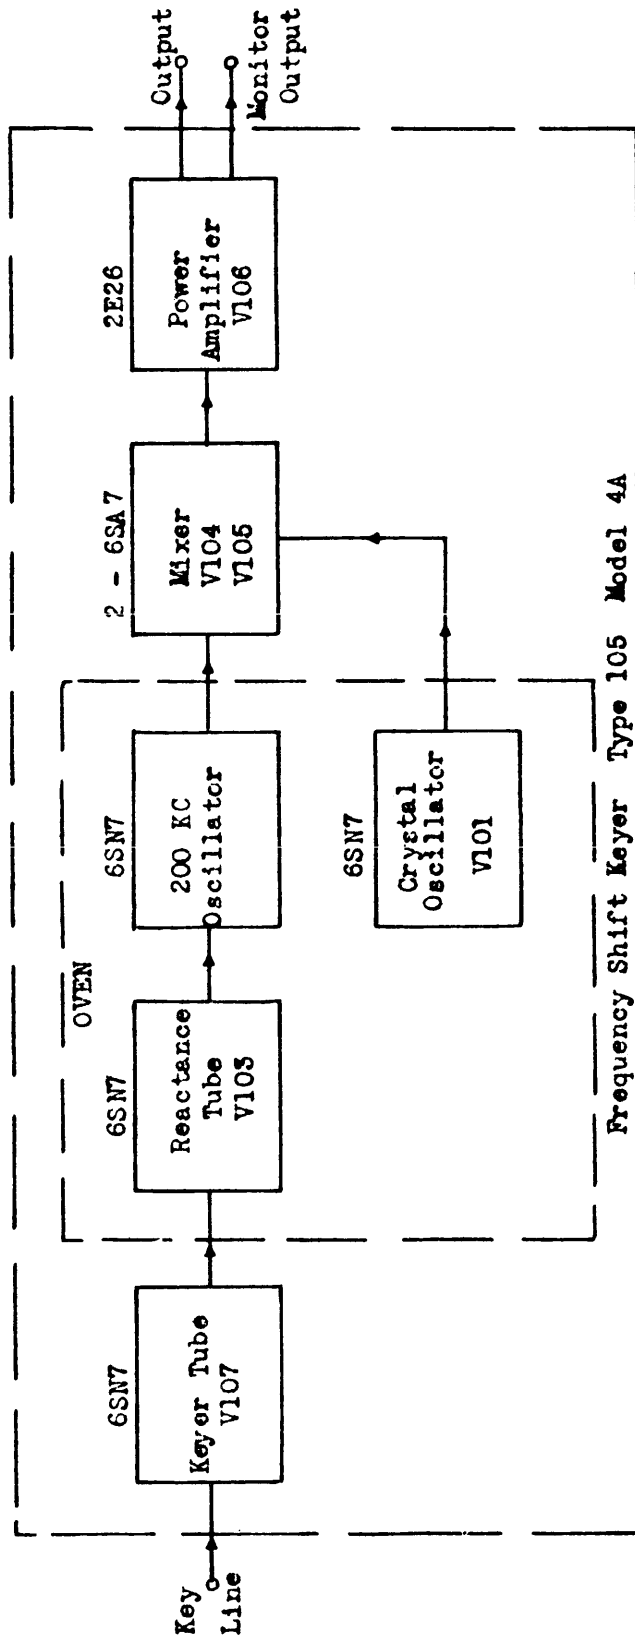 Key
Line
6SN7
Keyer Tube
V107
OVEN
6SN7
Reactance
Tube
V103
6SN7
200 KC
Oscillator
6SN7
Crystal
Oscillator
V101
2 - 6SA7
Mixer
V104
V105
2E26
Power
Amplifier
V106
Output
Monitor
Output
Frequency Shift Keyer Type 105 Model 4A